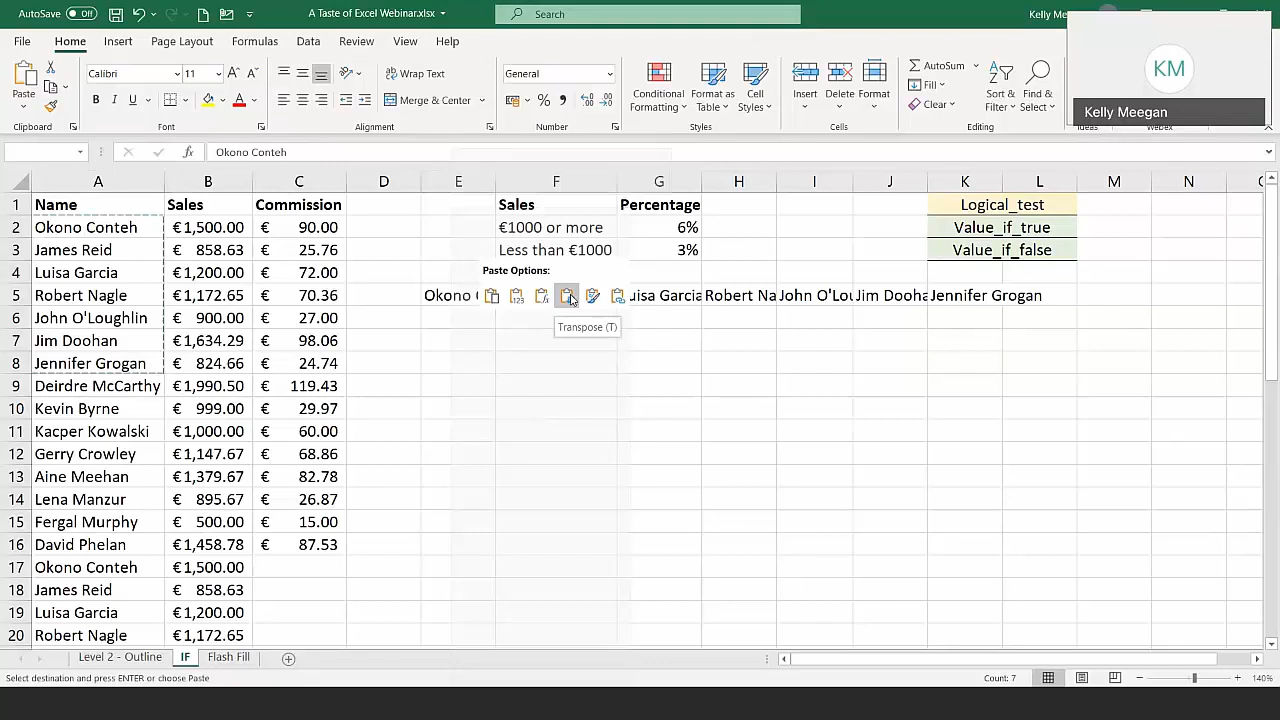 AutoSave Off A Taste of Excel Webinar.xlsx Search Kelly Me
File Home Insert Page Layout Formulas Data Review View Help
KM
Kelly Meegan
Paste
Clipboard
Calibri 11
B I U
Font
Wrap Text
Merge & Center
Alignment
General
Number
Conditional Formatting
Format as Table
Cell Styles
Styles
Insert Delete Format
Cells
AutoSum
Fill
Clear
Sort & Filter
Find & Select
Editing
Ideas Webex
fx Okono Conteh
A B C D E F G H I J K L M N
1 Name Sales Commission Sales Percentage Logical_test
2 Okono Conteh €1,500.00 € 90.00 €1000 or more 6% Value_if_true
3 James Reid € 858.63 € 25.76 Less than €1000 3% Value_if_false
Paste Options:
4 Luisa Garcia €1,200.00 € 72.00
5 Robert Nagle €1,172.65 € 70.36 Okono uisa Garcia Robert Na John O'Lou Jim Dooha Jennifer Grogan
Transpose (T)
6 John O'Loughlin € 900.00 € 27.00
7 Jim Doohan €1,634.29 € 98.06
8 Jennifer Grogan € 824.66 € 24.74
9 Deirdre McCarthy €1,990.50 € 119.43
10 Kevin Byrne € 999.00 € 29.97
11 Kacper Kowalski €1,000.00 € 60.00
12 Gerry Crowley €1,147.67 € 68.86
13 Aine Meehan €1,379.67 € 82.78
14 Lena Manzur € 895.67 € 26.87
15 Fergal Murphy € 500.00 € 15.00
16 David Phelan €1,458.78 € 87.53
17 Okono Conteh €1,500.00
18 James Reid € 858.63
19 Luisa Garcia €1,200.00
20 Robert Nagle €1,172.65
Level 2 - Outline IF Flash Fill
Select destination and press ENTER or choose Paste Count: 7 140%